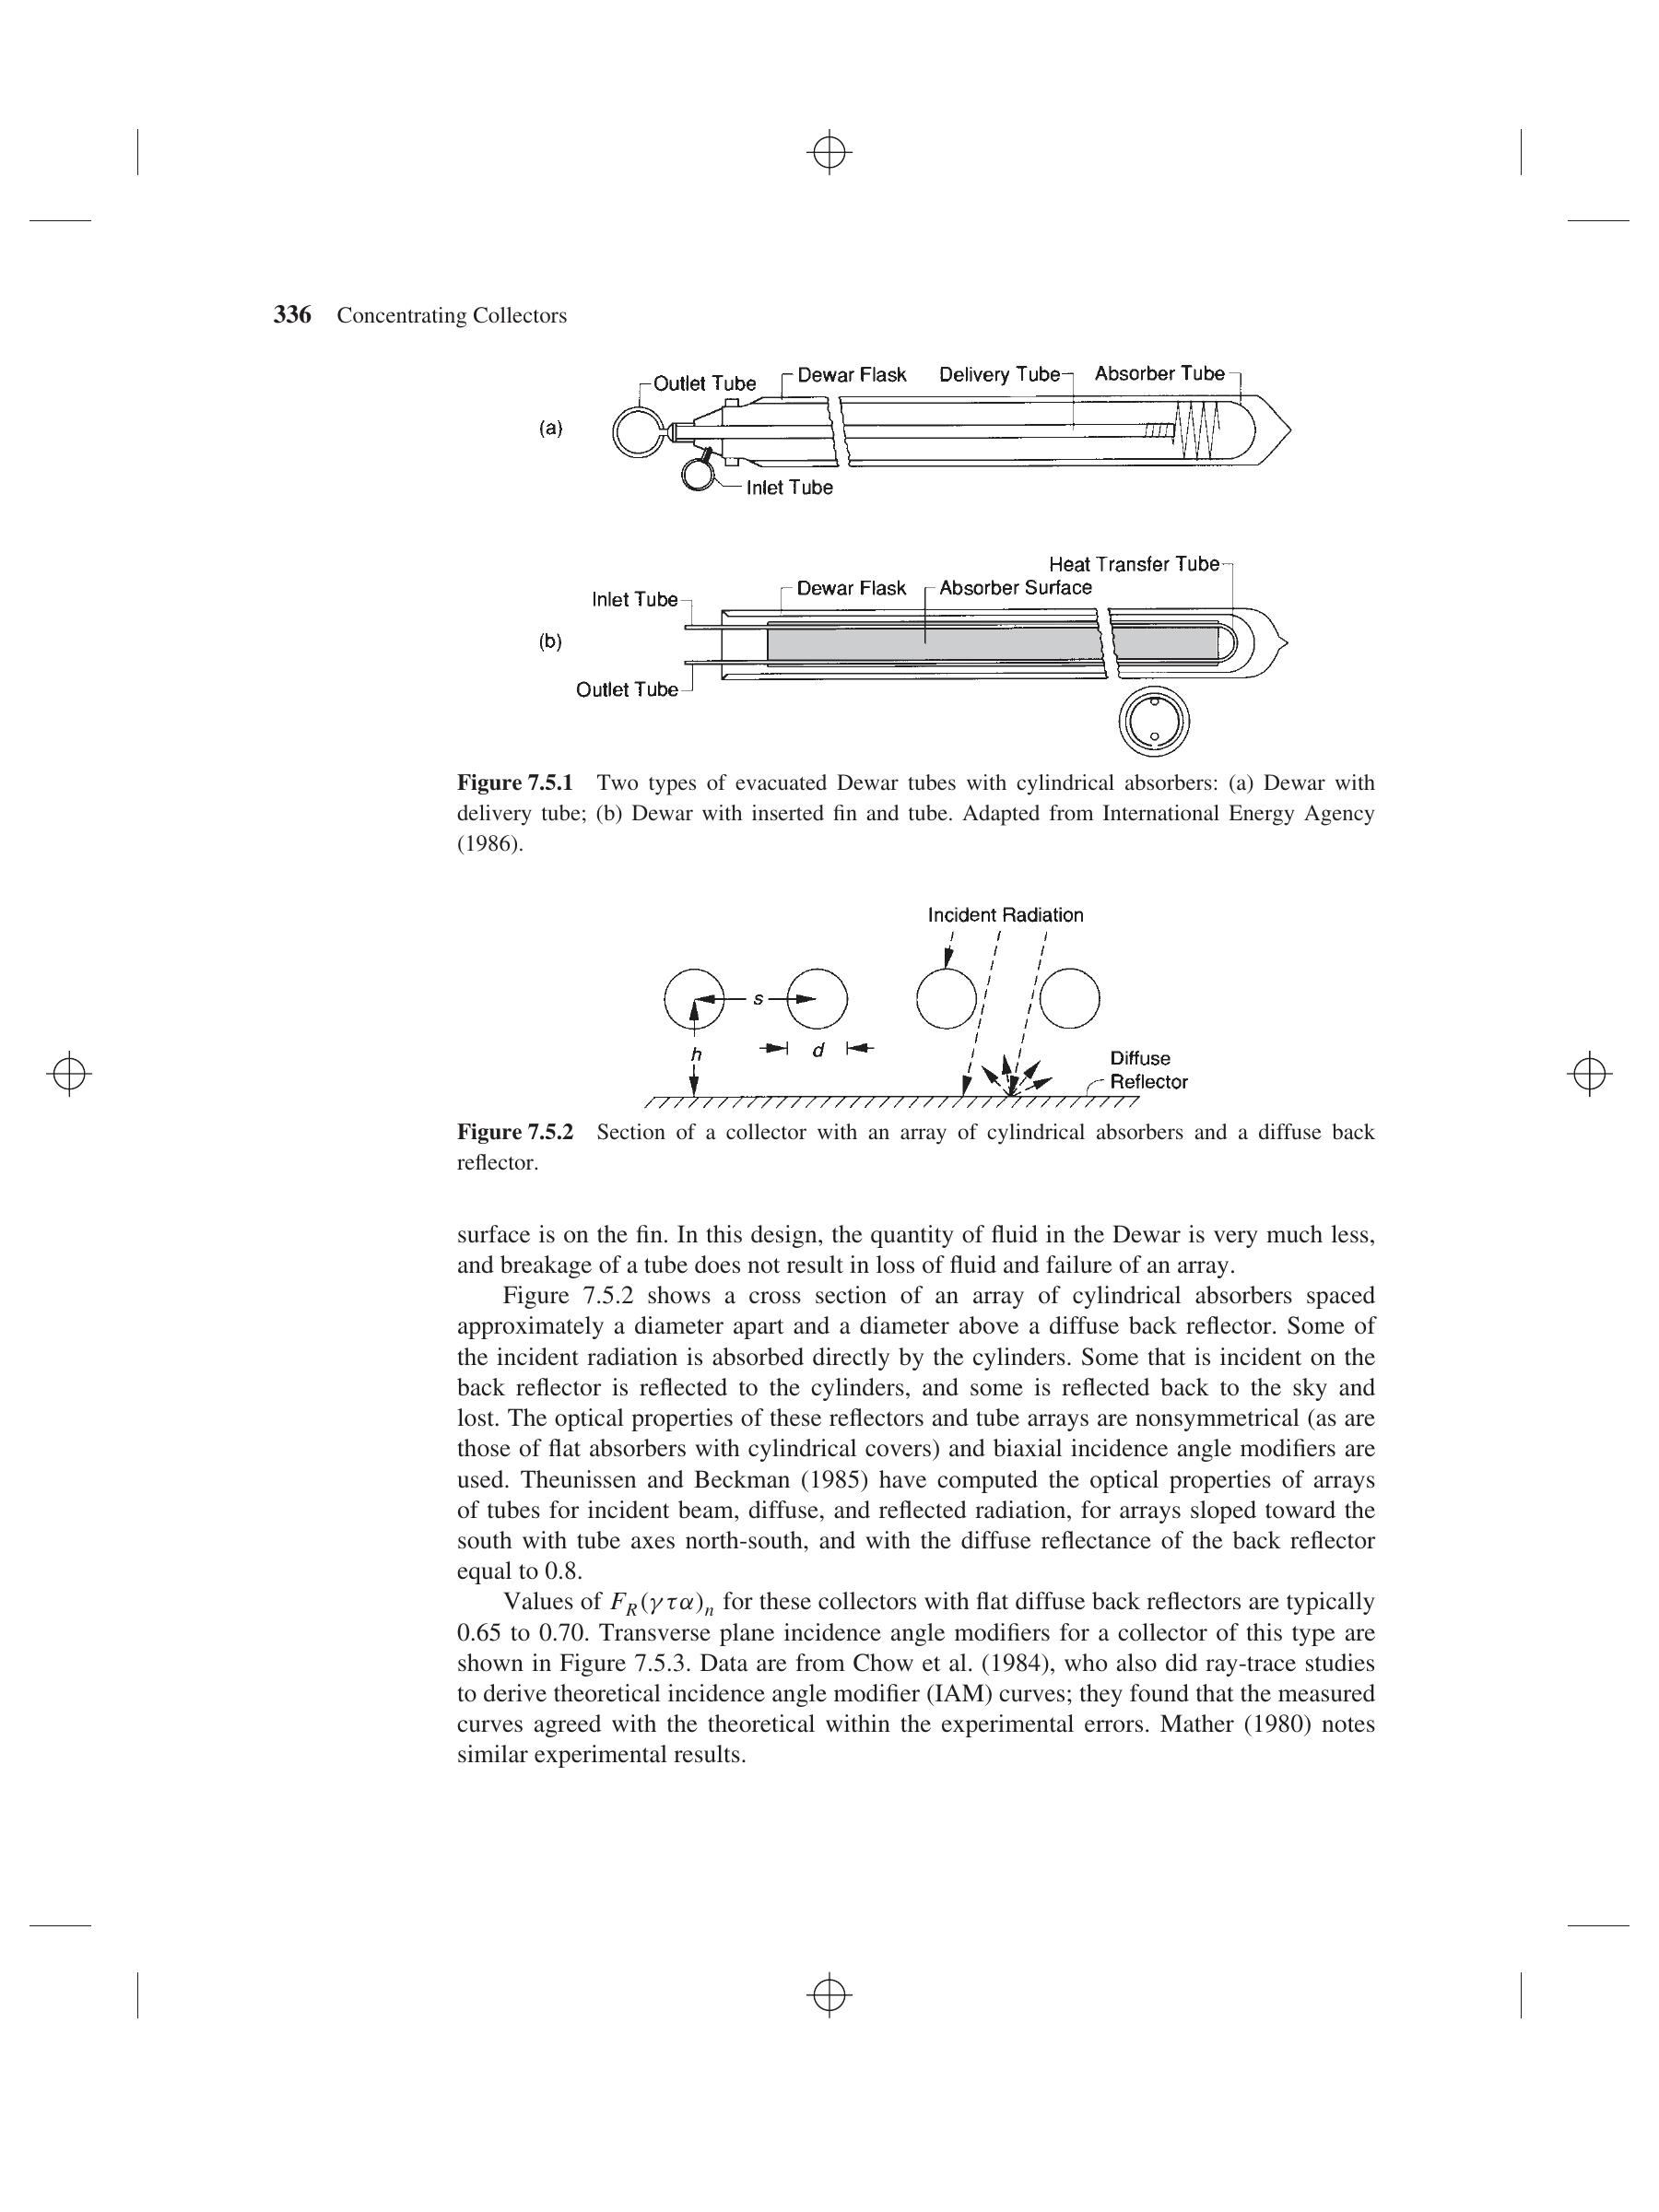 336 Concentrating Collectors
Outlet Tube
Dewar Flask
Delivery Tube
Absorber Tube
(a)
Inlet Tube
Heat Transfer Tube
Inlet Tube
Dewar Flask
Absorber Surface
(b)
Outlet Tube
Figure 7.5.1 Two types of evacuated Dewar tubes with cylindrical absorbers: (a) Dewar with
delivery tube; (b) Dewar with inserted fin and tube. Adapted from International Energy Agency
(1986).
Incident Radiation
s
h
d
Diffuse
Reflector
Figure 7.5.2 Section of a collector with an array of cylindrical absorbers and a diffuse back
reflector.
surface is on the fin. In this design, the quantity of fluid in the Dewar is very much less,
and breakage of a tube does not result in loss of fluid and failure of an array.
Figure 7.5.2 shows a cross section of an array of cylindrical absorbers spaced
approximately a diameter apart and a diameter above a diffuse back reflector. Some of
the incident radiation is absorbed directly by the cylinders. Some that is incident on the
back reflector is reflected to the cylinders, and some is reflected back to the sky and
lost. The optical properties of these reflectors and tube arrays are nonsymmetrical (as are
those of flat absorbers with cylindrical covers) and biaxial incidence angle modifiers are
used. Theunissen and Beckman (1985) have computed the optical properties of arrays
of tubes for incident beam, diffuse, and reflected radiation, for arrays sloped toward the
south with tube axes north-south, and with the diffuse reflectance of the back reflector
equal to 0.8.
Values of F_R(γτα)_n for these collectors with flat diffuse back reflectors are typically
0.65 to 0.70. Transverse plane incidence angle modifiers for a collector of this type are
shown in Figure 7.5.3. Data are from Chow et al. (1984), who also did ray-trace studies
to derive theoretical incidence angle modifier (IAM) curves; they found that the measured
curves agreed with the theoretical within the experimental errors. Mather (1980) notes
similar experimental results.